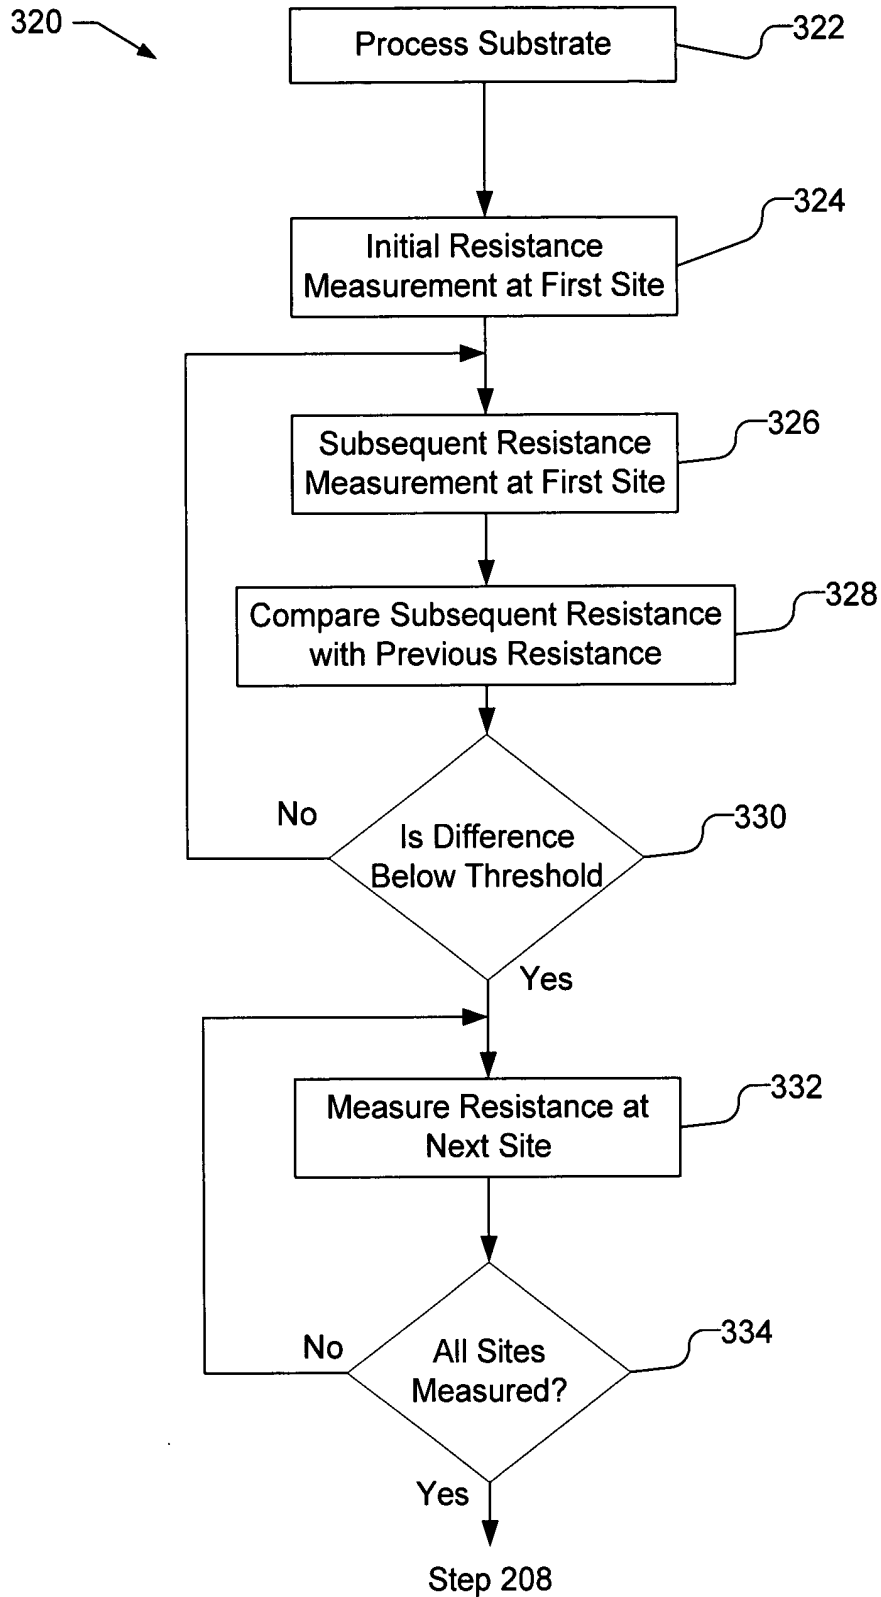 320
Process Substrate
322
324
Initial Resistance
Measurement at First Site
326
Subsequent Resistance
Measurement at First Site
328
Compare Subsequent Resistance
with Previous Resistance
No
330
Is Difference
Below Threshold
Yes
332
Measure Resistance at
Next Site
334
No
All Sites
Measured?
Yes
Step 208